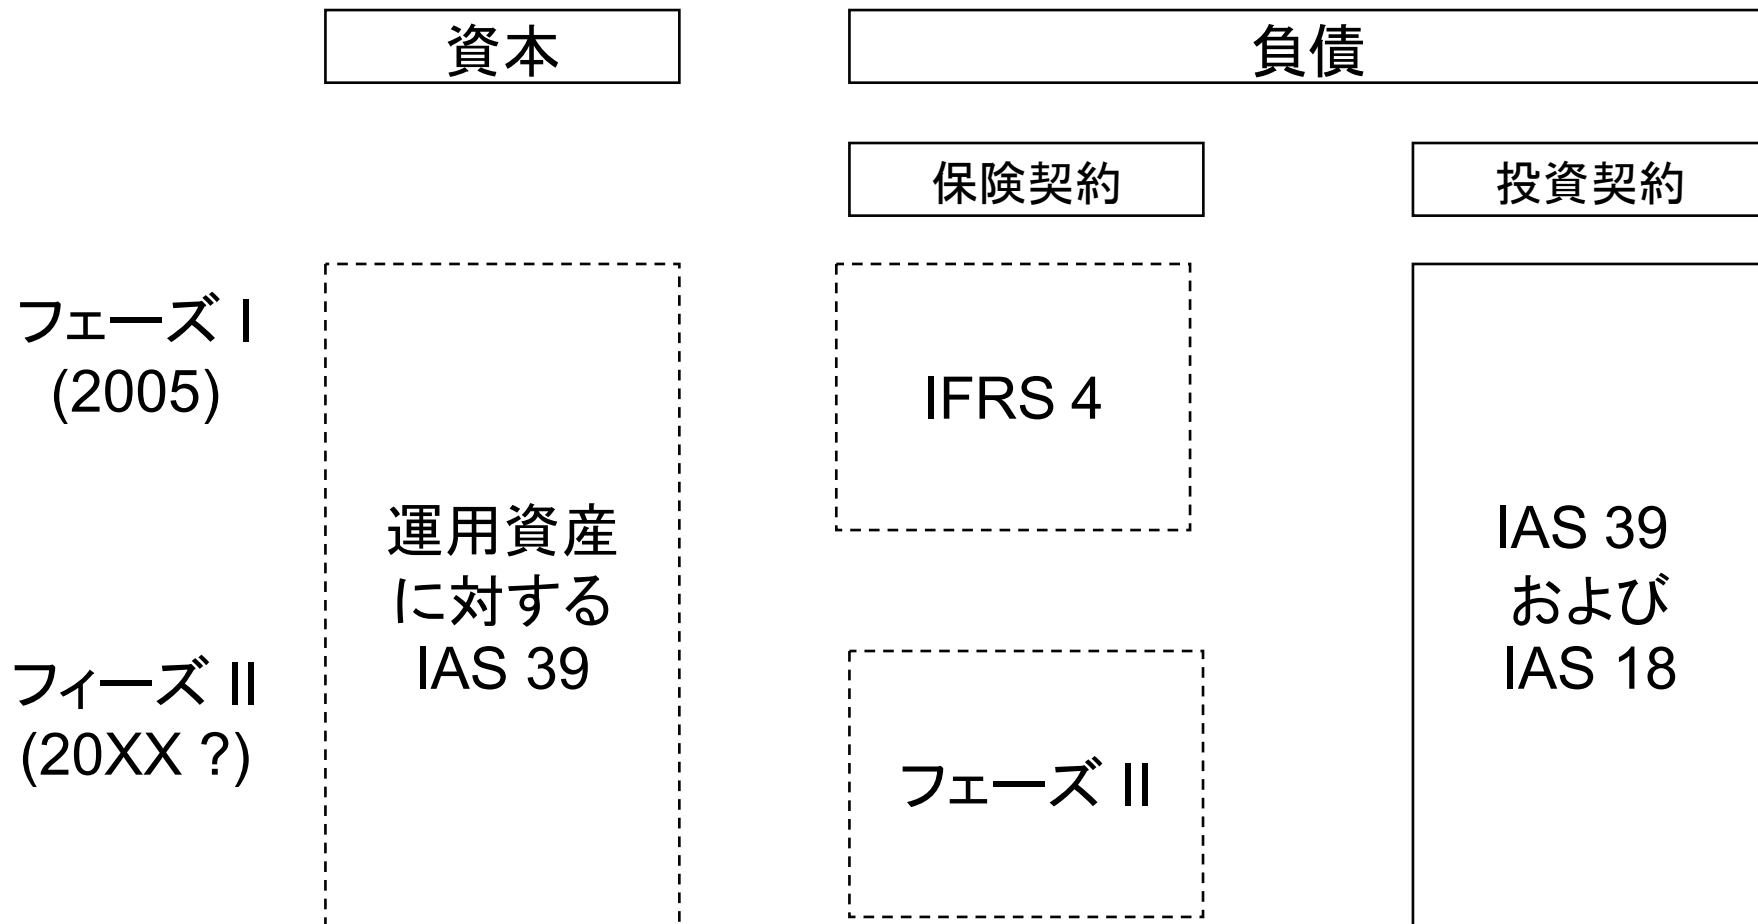 資本
負債
保険契約
投資契約
フェーズ I
(2005)
フィーズ II
(20XX ?)
運用資産
に対する
IAS 39
IFRS 4
フェーズ II
IAS 39
および
IAS 18